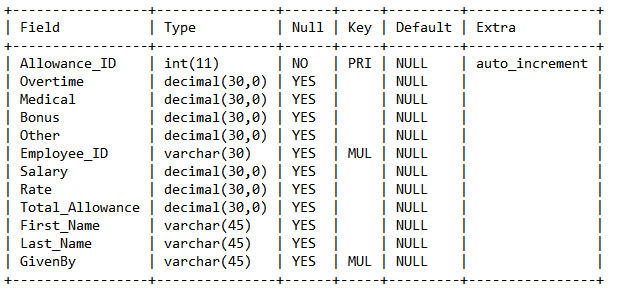 +-----------------+---------------+------+-----+---------+----------------+
| Field           | Type          | Null | Key | Default | Extra          |
+-----------------+---------------+------+-----+---------+----------------+
| Allowance_ID    | int(11)       | NO   | PRI | NULL    | auto_increment |
| Overtime        | decimal(30,0) | YES  |     | NULL    |                |
| Medical         | decimal(30,0) | YES  |     | NULL    |                |
| Bonus           | decimal(30,0) | YES  |     | NULL    |                |
| Other           | decimal(30,0) | YES  |     | NULL    |                |
| Employee_ID     | varchar(30)   | YES  | MUL | NULL    |                |
| Salary          | decimal(30,0) | YES  |     | NULL    |                |
| Rate            | decimal(30,0) | YES  |     | NULL    |                |
| Total_Allowance | decimal(30,0) | YES  |     | NULL    |                |
| First_Name      | varchar(45)   | YES  |     | NULL    |                |
| Last_Name       | varchar(45)   | YES  |     | NULL    |                |
| GivenBy         | varchar(45)   | YES  | MUL | NULL    |                |
+-----------------+---------------+------+-----+---------+----------------+